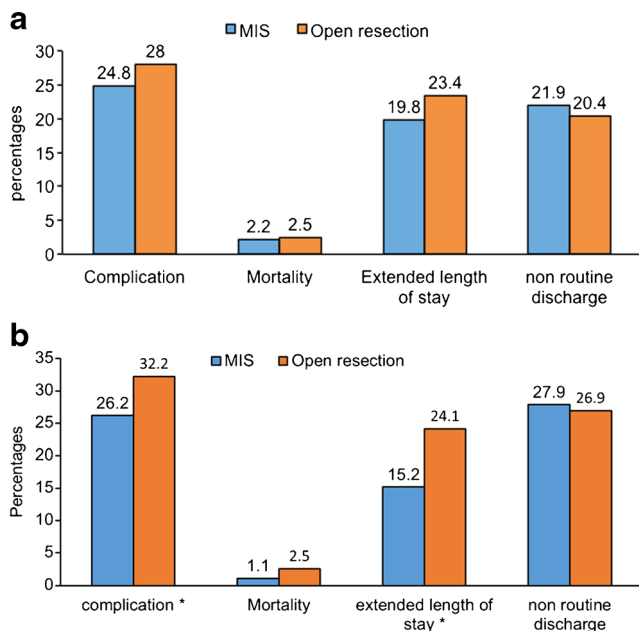 a
MIS Open resection
percentages
30
25
20
15
10
5
0
24.8 28
2.2 2.5
19.8 23.4
21.9 20.4
Complication Mortality Extended length non routine
of stay discharge
b
MIS Open resection
Percentages
35
30
25
20
15
10
5
0
26.2 32.2
1.1 2.5
15.2 24.1
27.9 26.9
complication * Mortality extended length of non routine
stay * discharge